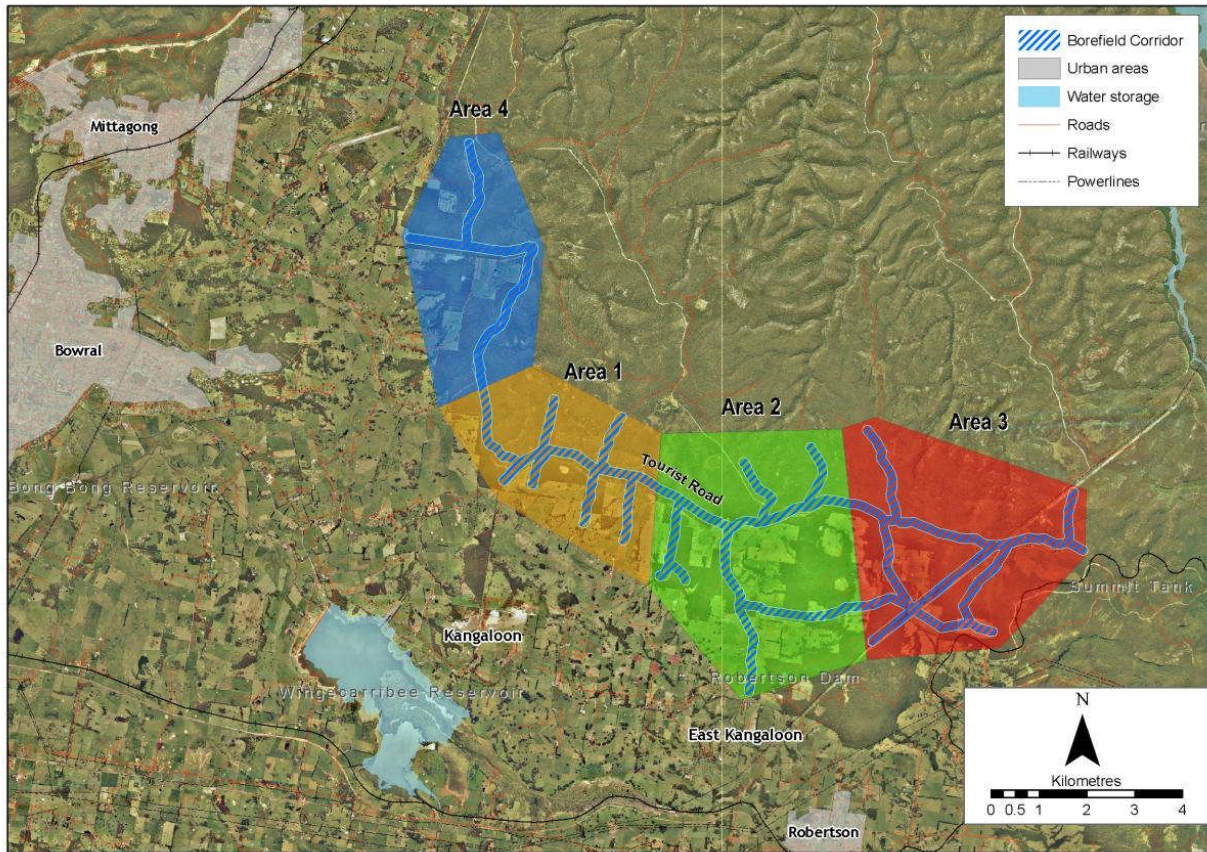 Borefield Corridor
Urban areas
Water storage
Roads
Railways
Powerlines
Area 4
Mittagong
Bowral
Area 1
Area 2
Area 3
Tourist Road
Bong Bong Reservoir
Summit Tank
Kangaloon
Wingecarribee Reservoir
Robertson Dam
East Kangaloon
Robertson
N
Kilometres
0 0.5 1 2 3 4